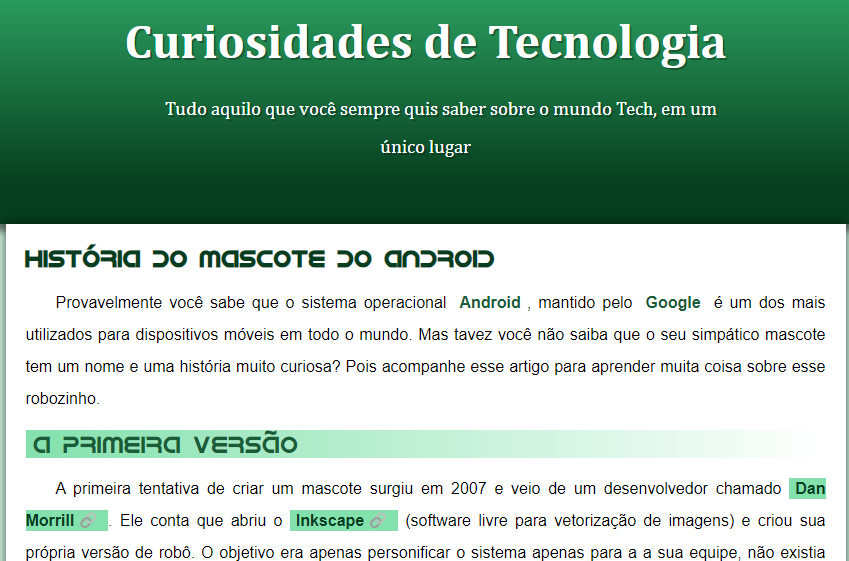 Curiosidades de Tecnologia
Tudo aquilo que você sempre quis saber sobre o mundo Tech, em um
único lugar
História do Mascote do Android
Provavelmente você sabe que o sistema operacional Android , mantido pelo Google é um dos mais
utilizados para dispositivos móveis em todo o mundo. Mas tavez você não saiba que o seu simpático mascote
tem um nome e uma história muito curiosa? Pois acompanhe esse artigo para aprender muita coisa sobre esse
robozinho.
A primeira versão
A primeira tentativa de criar um mascote surgiu em 2007 e veio de um desenvolvedor chamado Dan
Morrill . Ele conta que abriu o Inkscape (software livre para vetorização de imagens) e criou sua
própria versão de robô. O objetivo era apenas personificar o sistema apenas para a a sua equipe, não existia